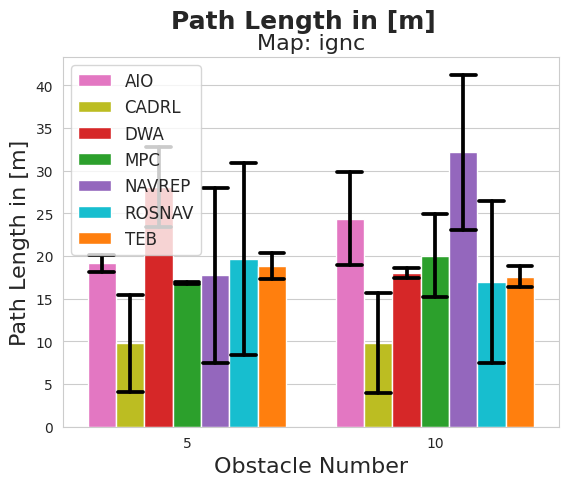 Path Length in [m]
Map: ignc
Path Length in [m]
40
35
30
25
20
15
10
5
0
AIO
CADRL
DWA
MPC
NAVREP
ROSNAV
TEB
5
10
Obstacle Number